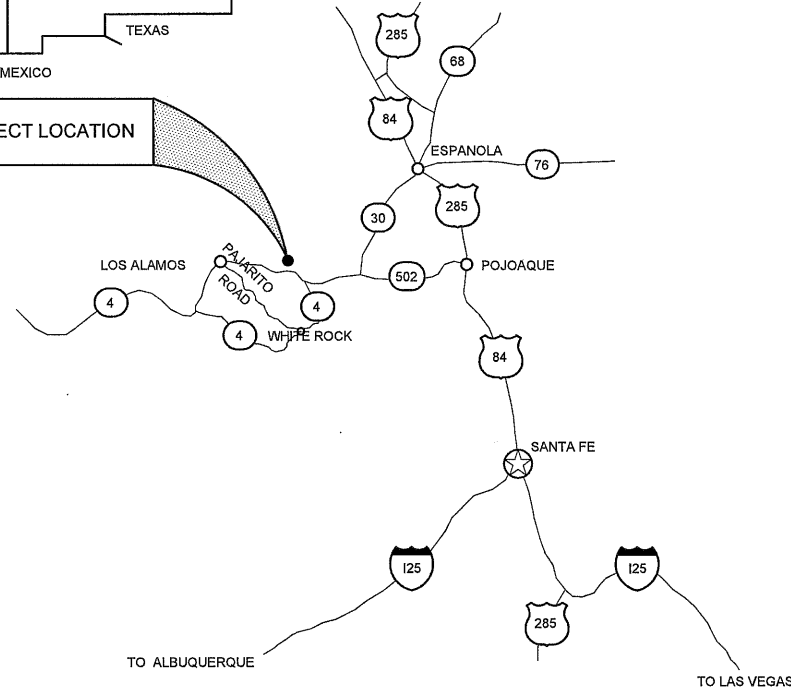 TEXAS
MEXICO
285
68
84
ECT LOCATION
ESPANOLA
76
285
30
PAJARITO
ROAD
LOS ALAMOS
502
POJOAQUE
4
4
4
WHITE ROCK
84
SANTA FE
I25
I25
285
TO ALBUQUERQUE
TO LAS VEGAS